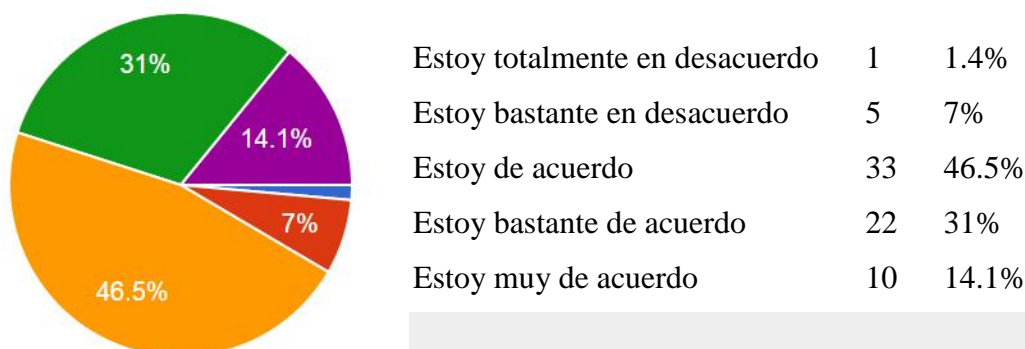 31%
14.1%
7%
46.5%
Estoy totalmente en desacuerdo 1 1.4%
Estoy bastante en desacuerdo 5 7%
Estoy de acuerdo 33 46.5%
Estoy bastante de acuerdo 22 31%
Estoy muy de acuerdo 10 14.1%